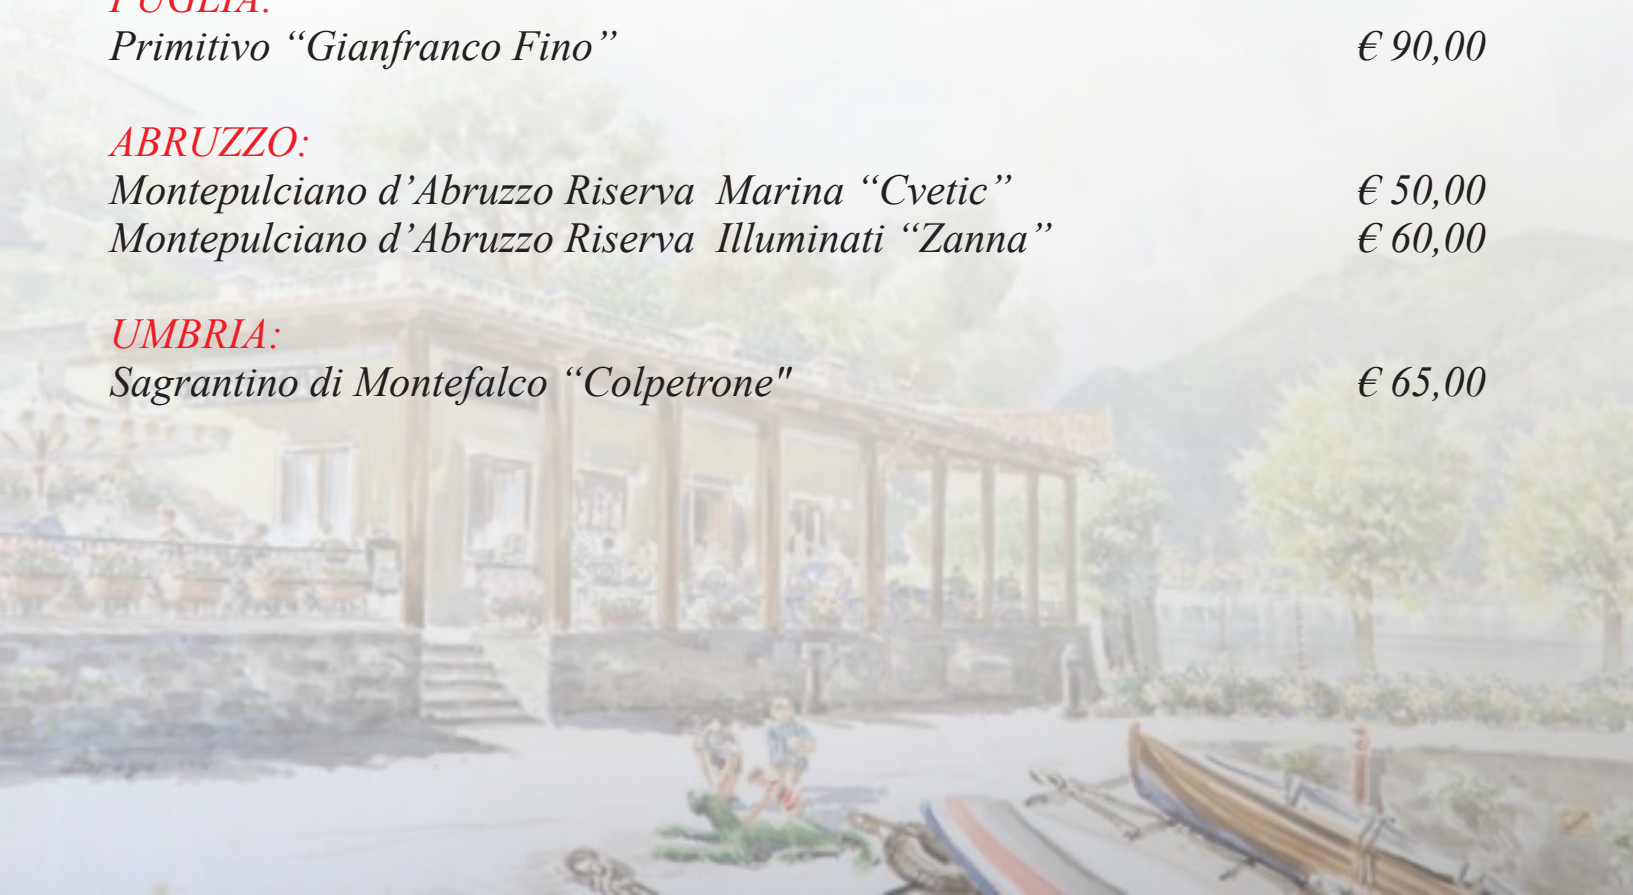 PUGLIA:
Primitivo “Gianfranco Fino” € 90,00
ABRUZZO:
Montepulciano d’Abruzzo Riserva  Marina “Cvetic” € 50,00
Montepulciano d’Abruzzo Riserva  Illuminati “Zanna” € 60,00
UMBRIA:
Sagrantino di Montefalco “Colpetrone" € 65,00